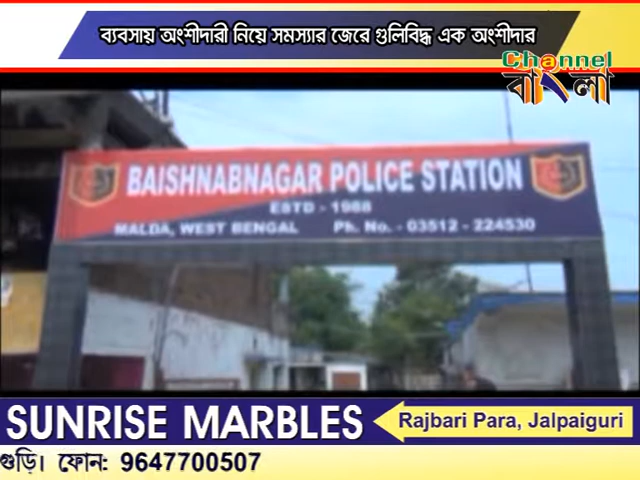 ব্যবসায় অংশীদারী নিয়ে সমস্যার জেরে গুলিবিদ্ধ এক অংশীদার
Channel
বাংলা
BAISHNABNAGAR POLICE STATION
ESTD - 1988
MALDA, WEST BENGAL Ph. No. - 03512 - 224530
SUNRISE MARBLES
Rajbari Para, Jalpaiguri
গুড়ি। ফোন: 9647700507